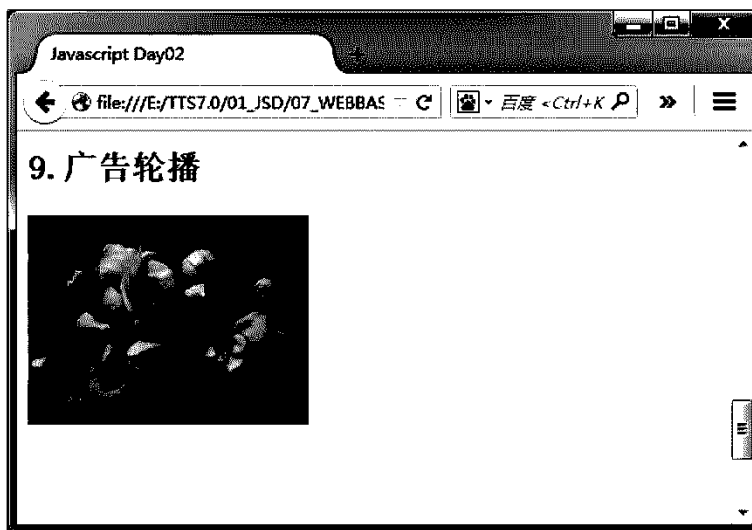 Javascript Day02
file:///E:/TTS7.0/01_JSD/07_WEBBAS 百度 <Ctrl+K
9. 广告轮播